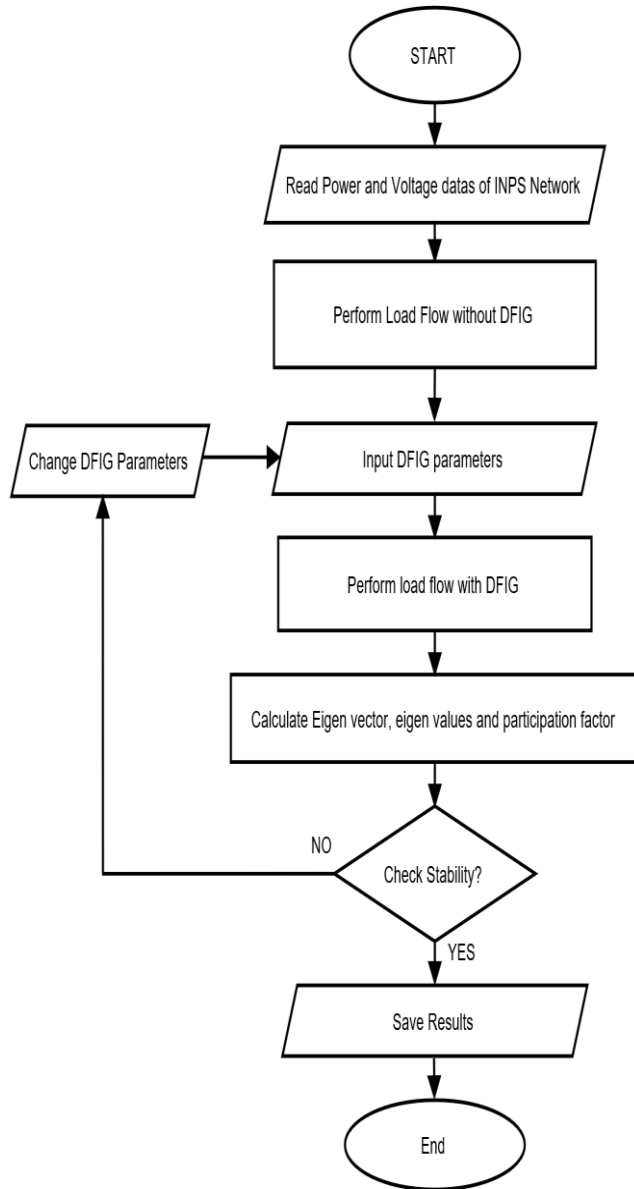 START
Read Power and Voltage datas of INPS Network
Perform Load Flow without DFIG
Change DFIG Parameters
Input DFIG parameters
Perform load flow with DFIG
Calculate Eigen vector, eigen values and participation factor
NO
Check Stability?
YES
Save Results
End